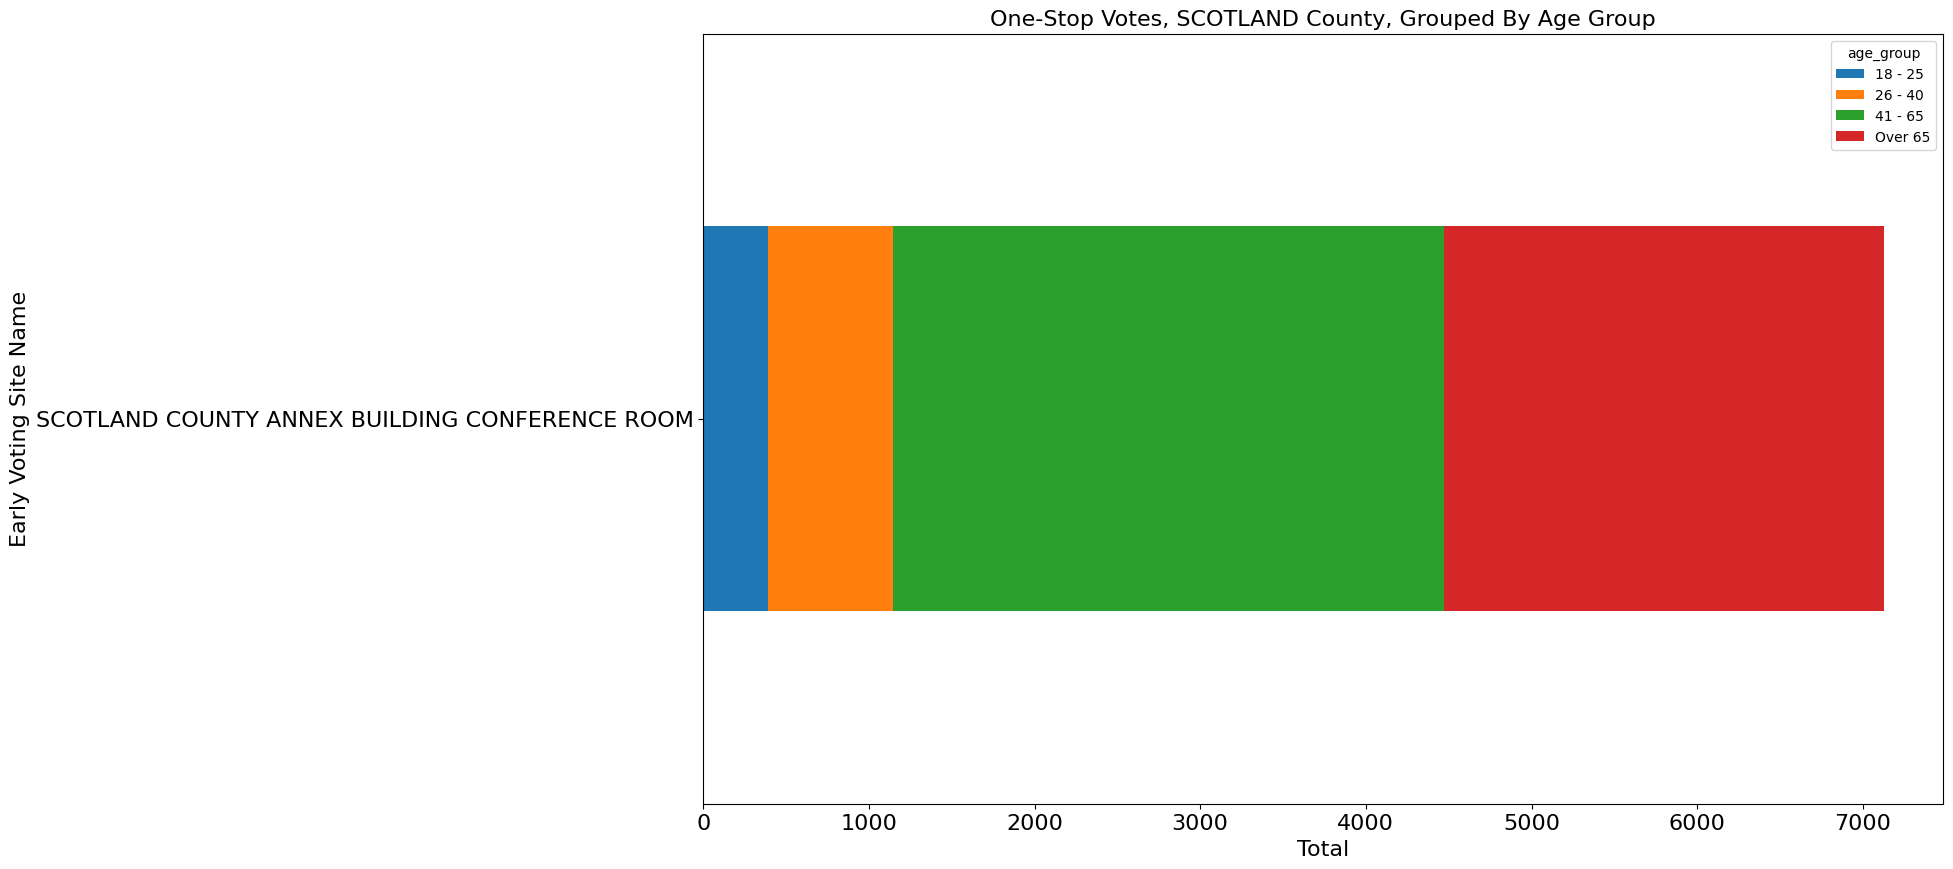 One-Stop Votes, SCOTLAND County, Grouped By Age Group
age_group
18 - 25
26 - 40
41 - 65
Over 65
Early Voting Site Name
SCOTLAND COUNTY ANNEX BUILDING CONFERENCE ROOM
0 1000 2000 3000 4000 5000 6000 7000
Total